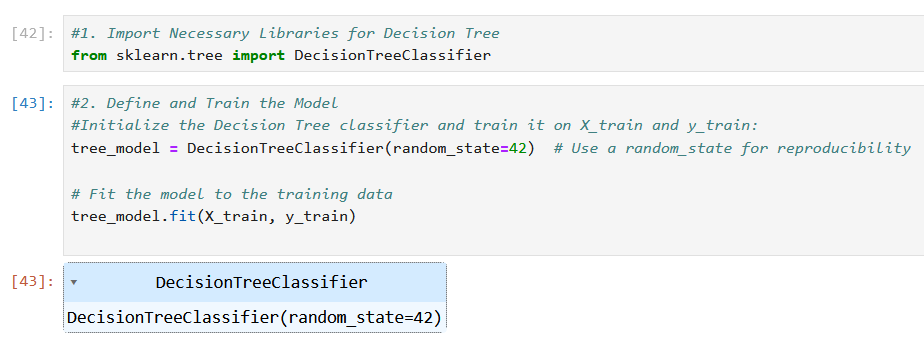 [42]: #1. Import Necessary Libraries for Decision Tree
from sklearn.tree import DecisionTreeClassifier
[43]: #2. Define and Train the Model
#Initialize the Decision Tree classifier and train it on X_train and y_train:
tree_model = DecisionTreeClassifier(random_state=42)  # Use a random_state for reproducibility
# Fit the model to the training data
tree_model.fit(X_train, y_train)
[43]: ▾ DecisionTreeClassifier
DecisionTreeClassifier(random_state=42)